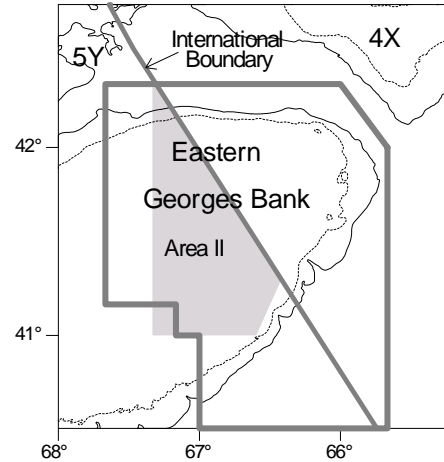 4X
International
Boundary
5Y
42°
Eastern
Georges Bank
Area II
41°
68°
67°
66°